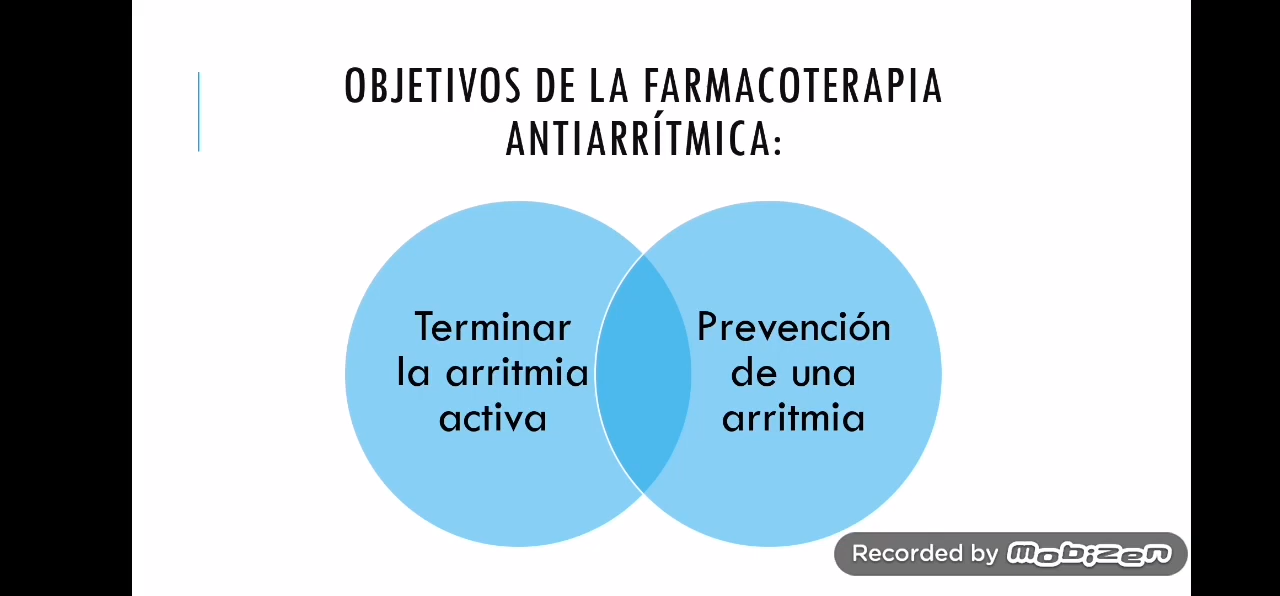 OBJETIVOS DE LA FARMACOTERAPIA
ANTIARRÍTMICA:
Terminar
la arritmia
activa
Prevención
de una
arritmia
Recorded by mobizen